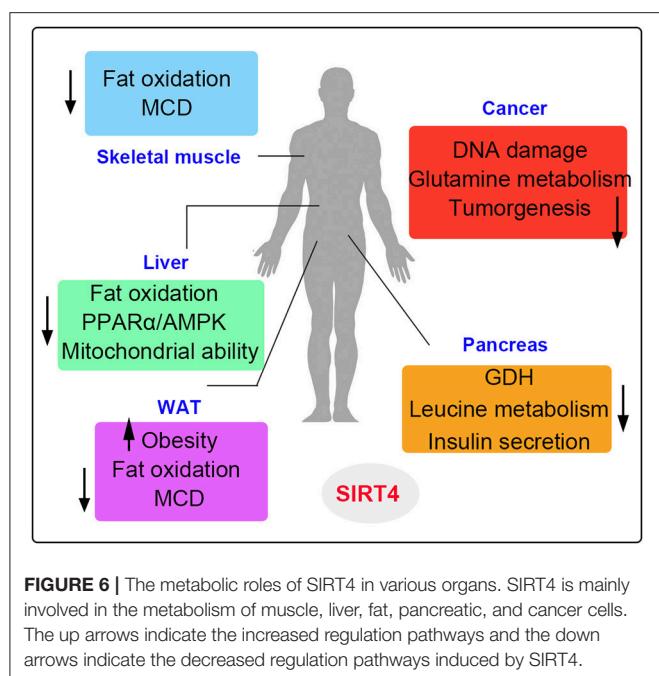 Fat oxidation
MCD
Skeletal muscle
Cancer
DNA damage
Glutamine metabolism
Tumorgenesis
Liver
Fat oxidation
PPARα/AMPK
Mitochondrial ability
Pancreas
GDH
Leucine metabolism
Insulin secretion
WAT
Obesity
Fat oxidation
MCD
SIRT4
FIGURE 6 | The metabolic roles of SIRT4 in various organs. SIRT4 is mainly
involved in the metabolism of muscle, liver, fat, pancreatic, and cancer cells.
The up arrows indicate the increased regulation pathways and the down
arrows indicate the decreased regulation pathways induced by SIRT4.